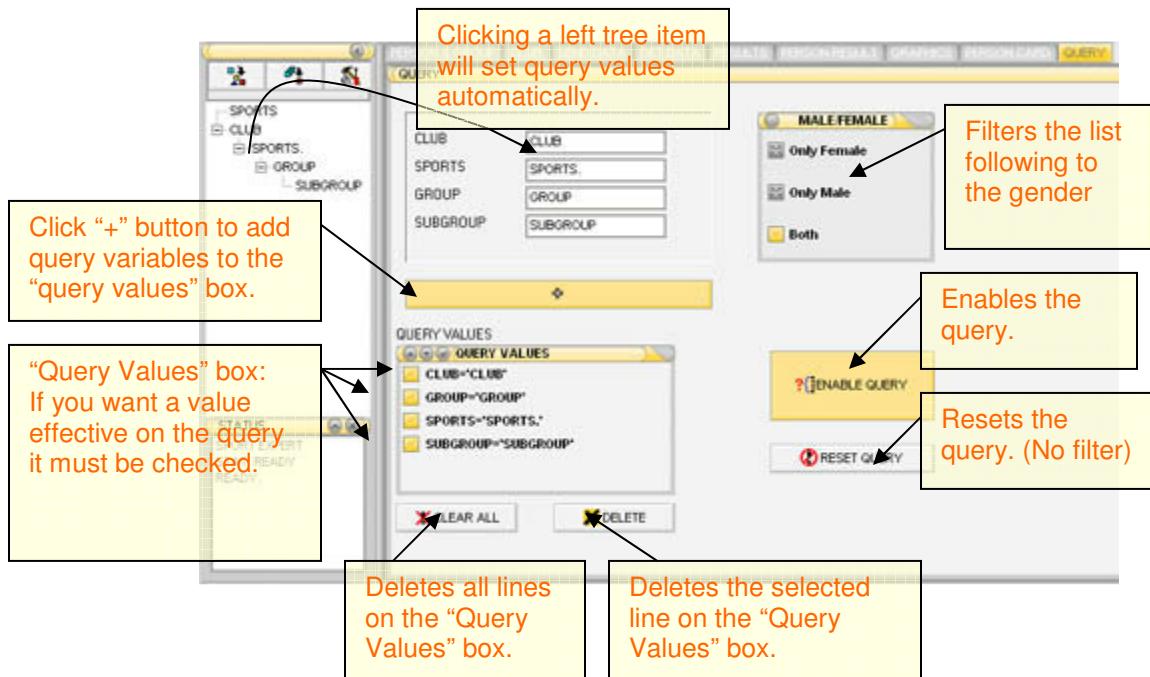 Clicking a left tree item
will set query values
automatically.
PERSON RESULT
GRAPHICS
PERSON CARD
QUERY
SPORTS
CLUB
SPORTS.
GROUP
SUBGROUP
CLUB CLUB
SPORTS SPORTS.
GROUP GROUP
SUBGROUP SUBGROUP
MALE/FEMALE
Only Female
Only Male
Both
Filters the list
following to
the gender
Click “+” button to add
query variables to the
“query values” box.
Enables the
query.
QUERY VALUES
QUERY VALUES
CLUB="CLUB"
GROUP="GROUP"
SPORTS="SPORTS."
SUBGROUP="SUBGROUP"
?{}ENABLE QUERY
“Query Values” box:
If you want a value
effective on the query
it must be checked.
STATUS
READY
READY.
Resets the
query. (No filter)
RESET QUERY
CLEAR ALL
DELETE
Deletes all lines
on the “Query
Values” box.
Deletes the selected
line on the “Query
Values” box.